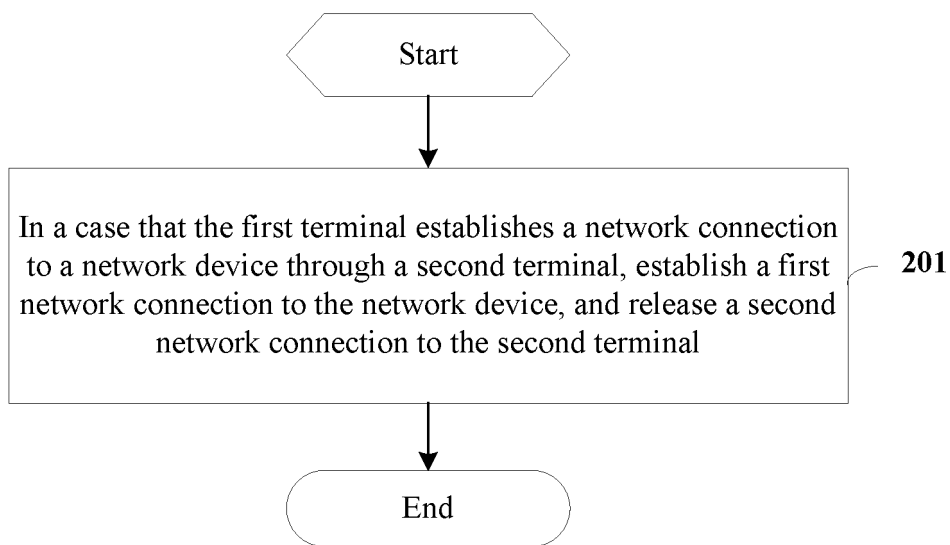 Start
In a case that the first terminal establishes a network connection
to a network device through a second terminal, establish a first
network connection to the network device, and release a second
network connection to the second terminal
201
End